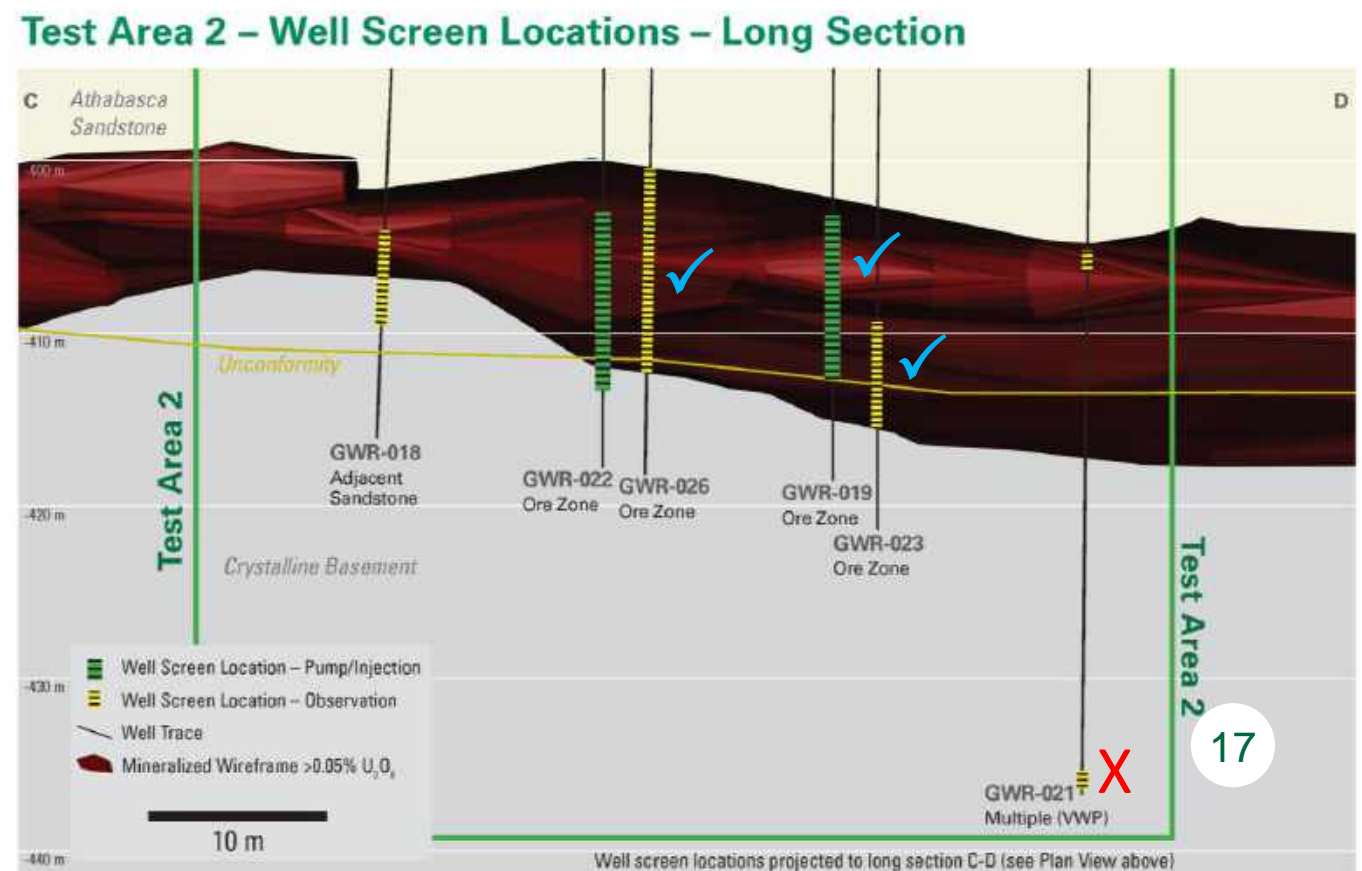 Test Area 2 – Well Screen Locations – Long Section
C
Athabasca
Sandstone
D
-400 m
-410 m
Unconformity
Test Area 2
GWR-018
Adjacent
Sandstone
GWR-022
Ore Zone
GWR-026
Ore Zone
GWR-019
Ore Zone
GWR-023
Ore Zone
-420 m
Crystalline Basement
Test Area 2
-430 m
Well Screen Location – Pump/Injection
Well Screen Location – Observation
Well Trace
Mineralized Wireframe >0.05% U₃O₈
10 m
17
X
GWR-021
Multiple (VWP)
-440 m
Well screen locations projected to long section C-D (see Plan View above)